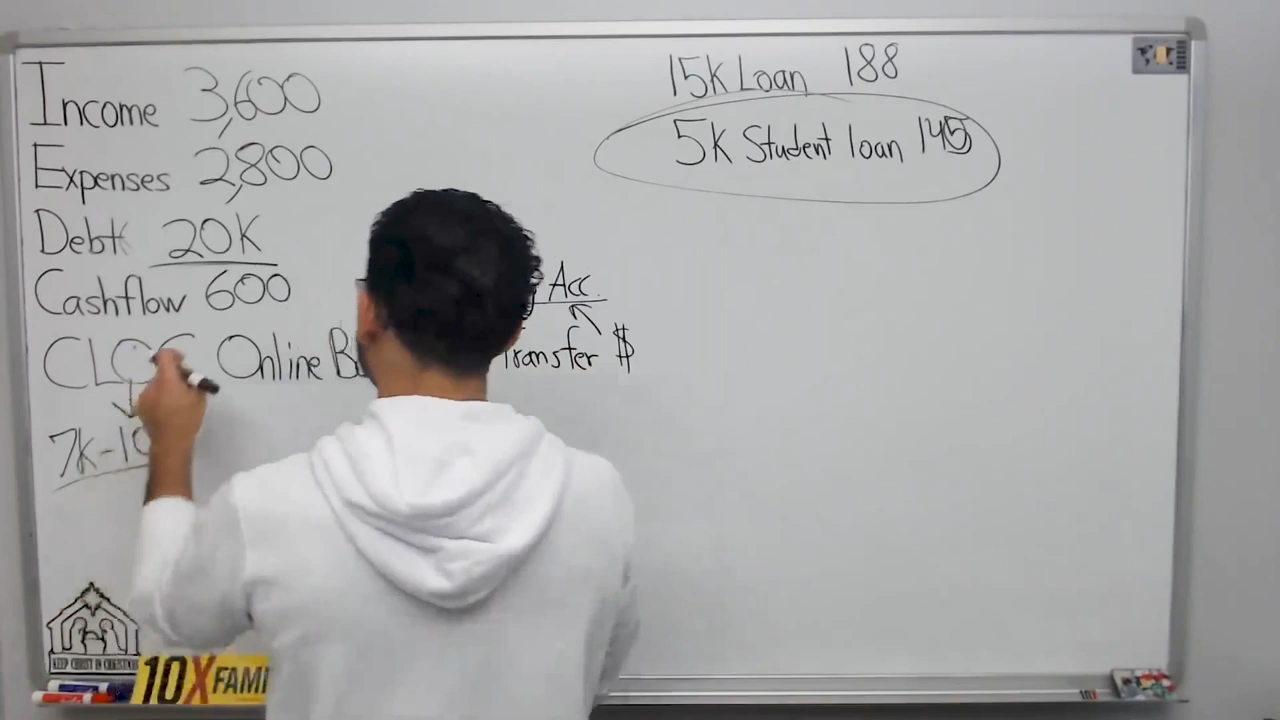 Income 3,600
Expenses 2,800
Debt 20K
Cashflow 600
Online
Acc.
Transfer $
7K-10
15K Loan 188
5K Student loan 145
KEEP CHRIST IN CHRISTMAS
10X FAMI
10X